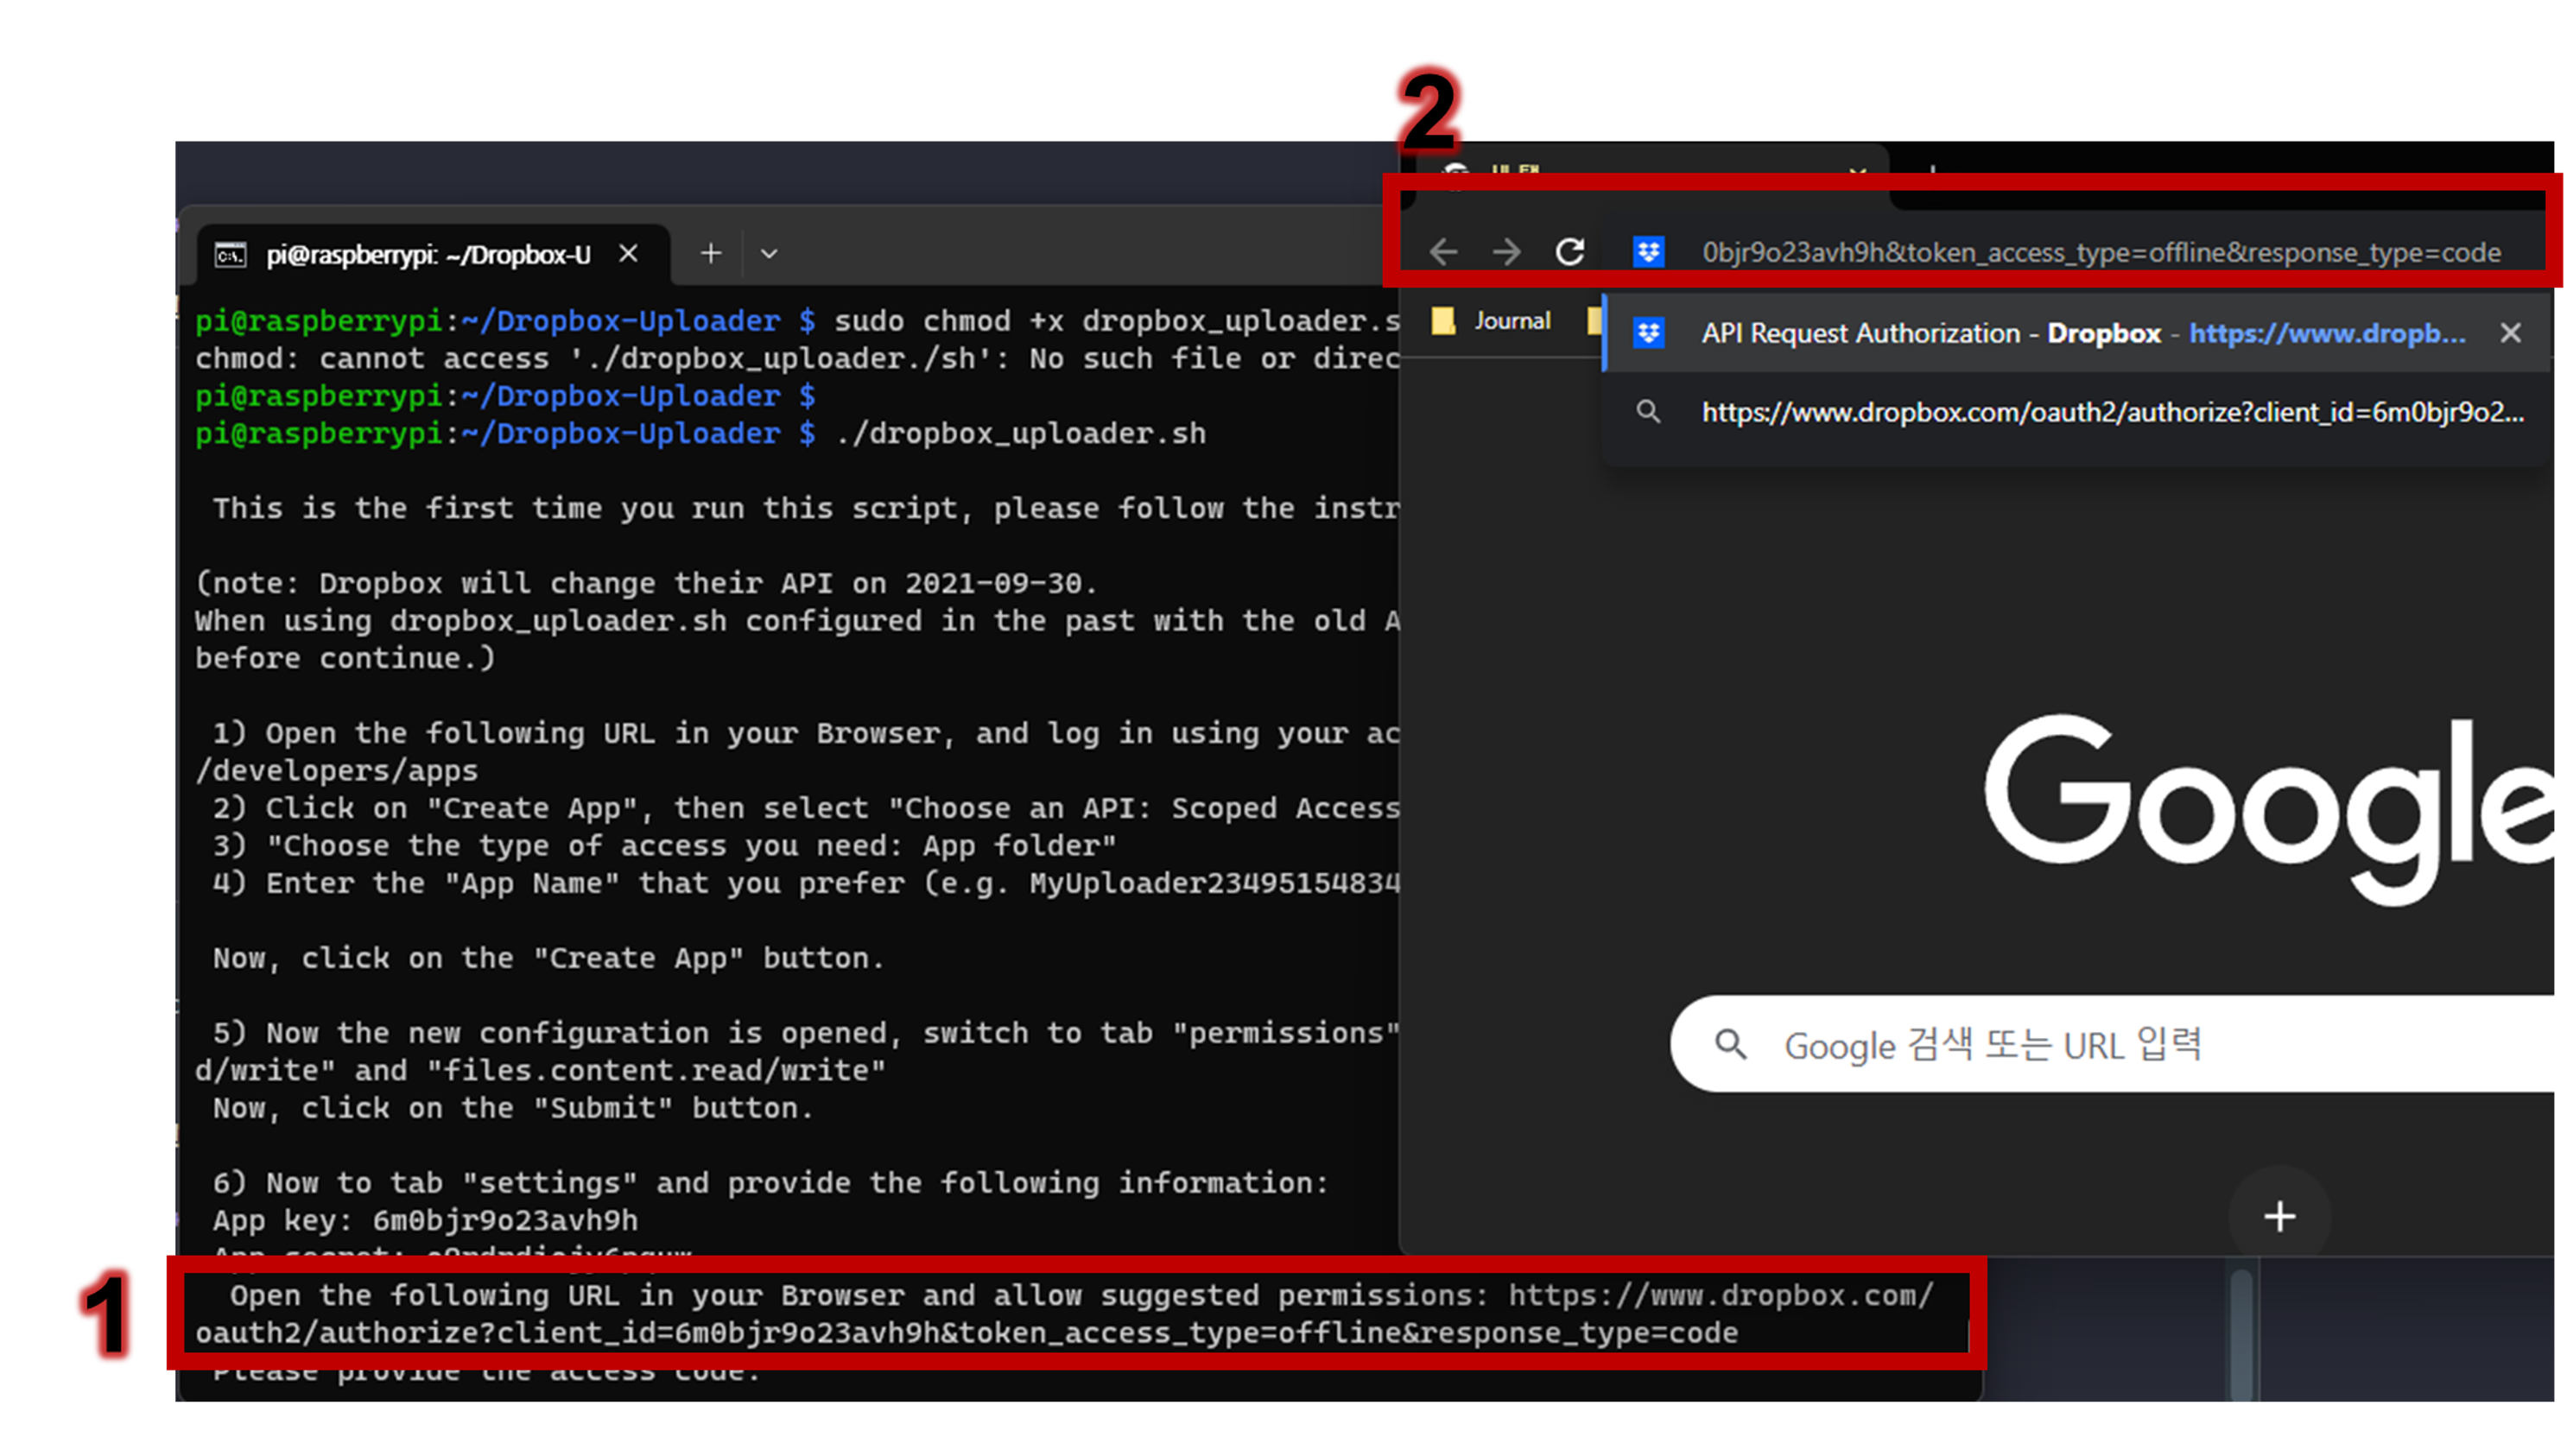 2
pi@raspberrypi: ~/Dropbox-U
pi@raspberrypi:~/Dropbox-Uploader $ sudo chmod +x dropbox_uploader.s
chmod: cannot access './dropbox_uploader./sh': No such file or direc
pi@raspberrypi:~/Dropbox-Uploader $
pi@raspberrypi:~/Dropbox-Uploader $ ./dropbox_uploader.sh
This is the first time you run this script, please follow the instr
(note: Dropbox will change their API on 2021-09-30.
When using dropbox_uploader.sh configured in the past with the old A
before continue.)
1) Open the following URL in your Browser, and log in using your ac
/developers/apps
2) Click on "Create App", then select "Choose an API: Scoped Access
3) "Choose the type of access you need: App folder"
4) Enter the "App Name" that you prefer (e.g. MyUploader23495154834
Now, click on the "Create App" button.
5) Now the new configuration is opened, switch to tab "permissions"
d/write" and "files.content.read/write"
Now, click on the "Submit" button.
6) Now to tab "settings" and provide the following information:
App key: 6m0bjr9o23avh9h
App secret:
1
Open the following URL in your Browser and allow suggested permissions: https://www.dropbox.com/
oauth2/authorize?client_id=6m0bjr9o23avh9h&token_access_type=offline&response_type=code
Please provide the access code:
0bjr9o23avh9h&token_access_type=offline&response_type=code
Journal
API Request Authorization - Dropbox - https://www.dropb...
https://www.dropbox.com/oauth2/authorize?client_id=6m0bjr9o2...
Google
Google 검색 또는 URL 입력